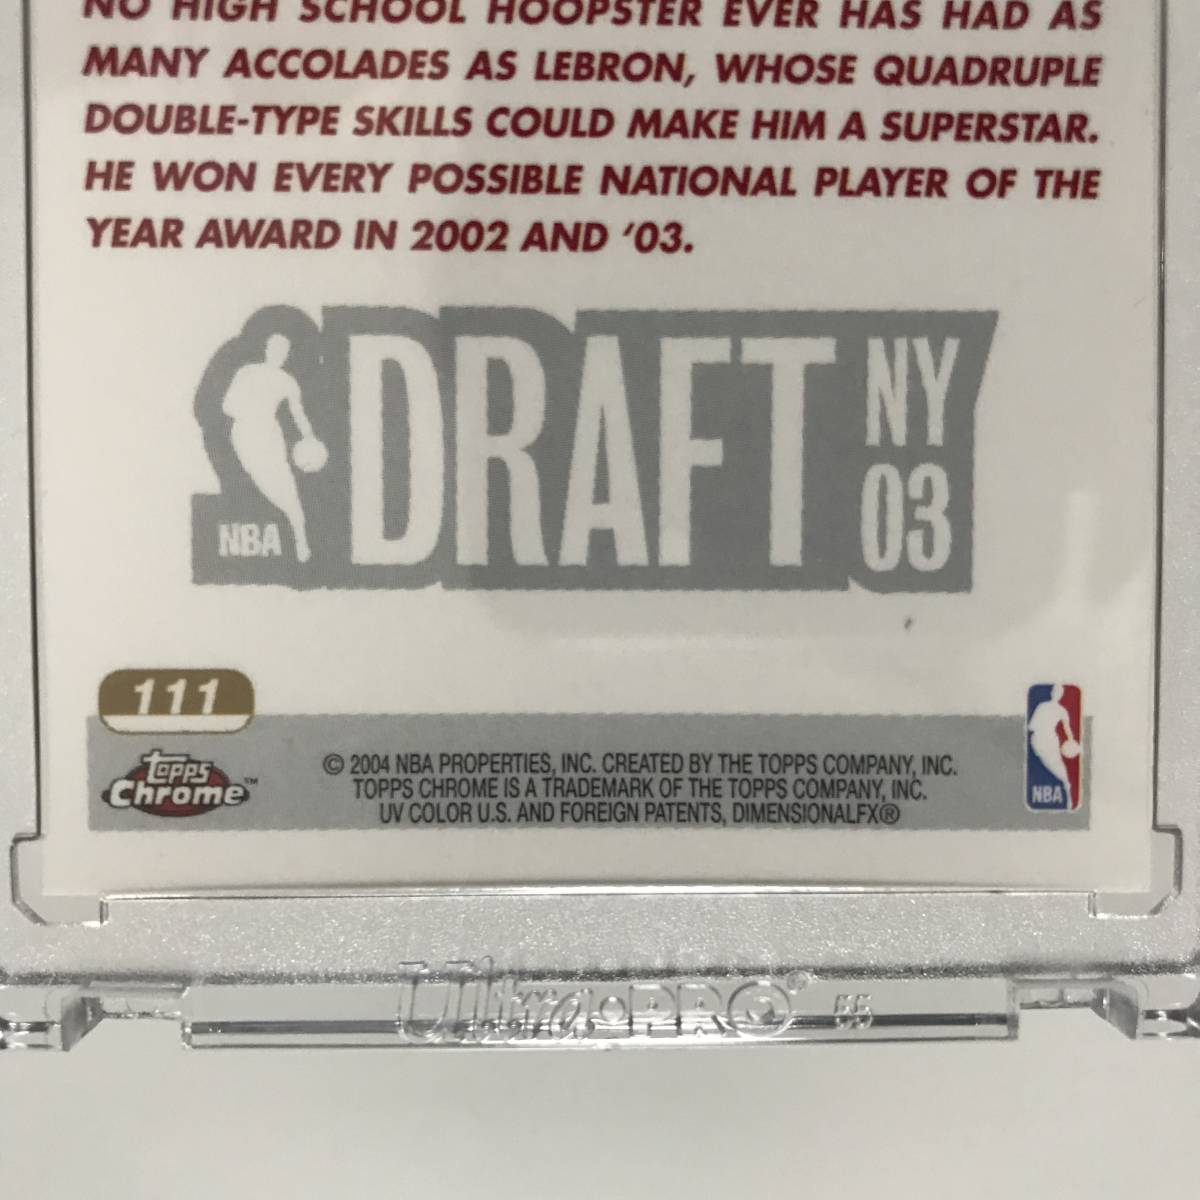 NO HIGH SCHOOL HOOPSTER EVER HAS HAD AS
MANY ACCOLADES AS LEBRON, WHOSE QUADRUPLE
DOUBLE-TYPE SKILLS COULD MAKE HIM A SUPERSTAR.
HE WON EVERY POSSIBLE NATIONAL PLAYER OF THE
YEAR AWARD IN 2002 AND ‘03.
NBA DRAFT NY 03
111
Topps Chrome™
© 2004 NBA PROPERTIES, INC. CREATED BY THE TOPPS COMPANY, INC.
TOPPS CHROME IS A TRADEMARK OF THE TOPPS COMPANY, INC.
UV COLOR U.S. AND FOREIGN PATENTS, DIMENSIONALFX®
NBA
Ultra•PRO®